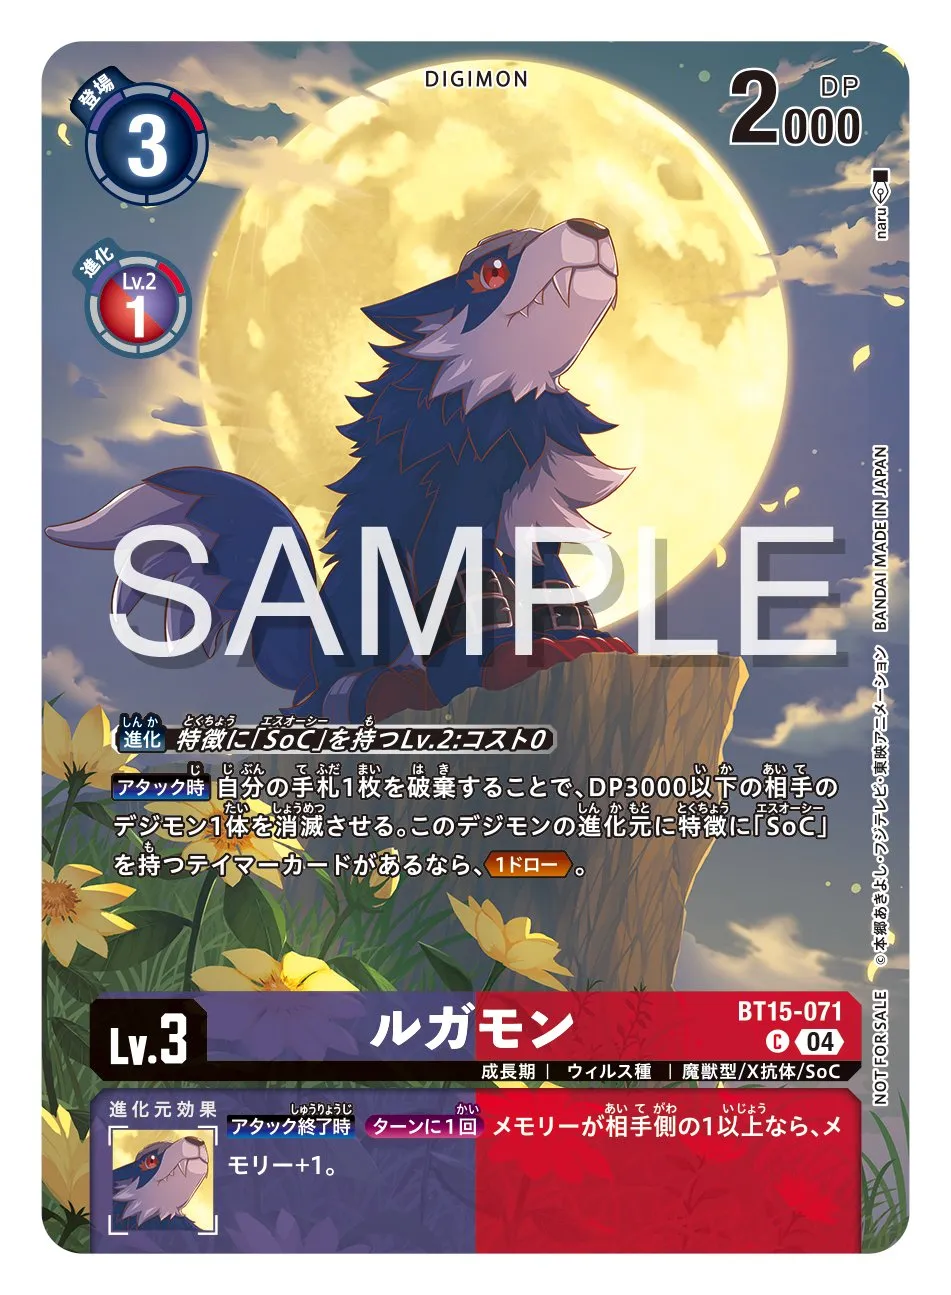 DIGIMON
登場
3
DP
2000
進化
Lv.2
1
naru
SAMPLE
進化 特徴に「SoC」を持つLv.2:コスト0
アタック時 自分の手札1枚を破棄することで、DP3000以下の相手の
デジモン1体を消滅させる。このデジモンの進化元に特徴に「SoC」
を持つテイマーカードがあるなら、1ドロー。
©本郷あきよし・フジテレビ・東映アニメーション BANDAI MADE IN JAPAN
NOT FOR SALE
Lv.3
ルガモン
BT15-071
C 04
成長期 | ウィルス種 | 魔獣型/X抗体/SoC
進化元効果
アタック終了時 ターンに1回 メモリーが相手側の1以上なら、メ
モリー+1。